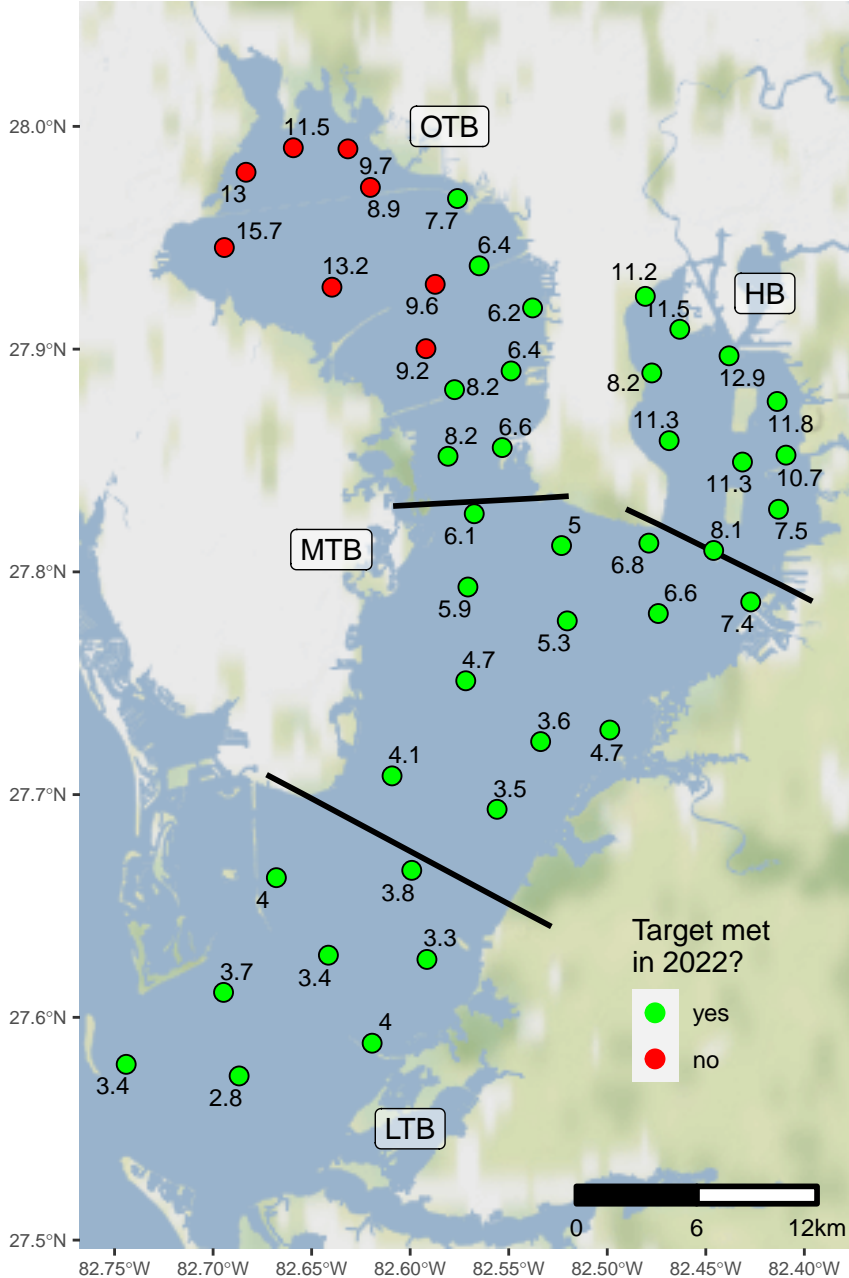 28.0°N
11.5
OTB
9.7
13
8.9
7.7
15.7
6.4
13.2
11.2
HB
9.6
6.2
11.5
27.9°N
9.2
6.4
12.9
8.2
8.2
11.8
8.2
6.6
11.3
11.3
10.7
6.1
5
8.1
7.5
MTB
6.8
27.8°N
5.9
6.6
7.4
5.3
4.7
3.6
4.7
4.1
27.7°N
3.5
3.8
4
Target met
in 2022?
3.3
3.4
3.7
yes
27.6°N
4
no
3.4
2.8
LTB
0 6 12km
27.5°N
82.75°W 82.70°W 82.65°W 82.60°W 82.55°W 82.50°W 82.45°W 82.40°W